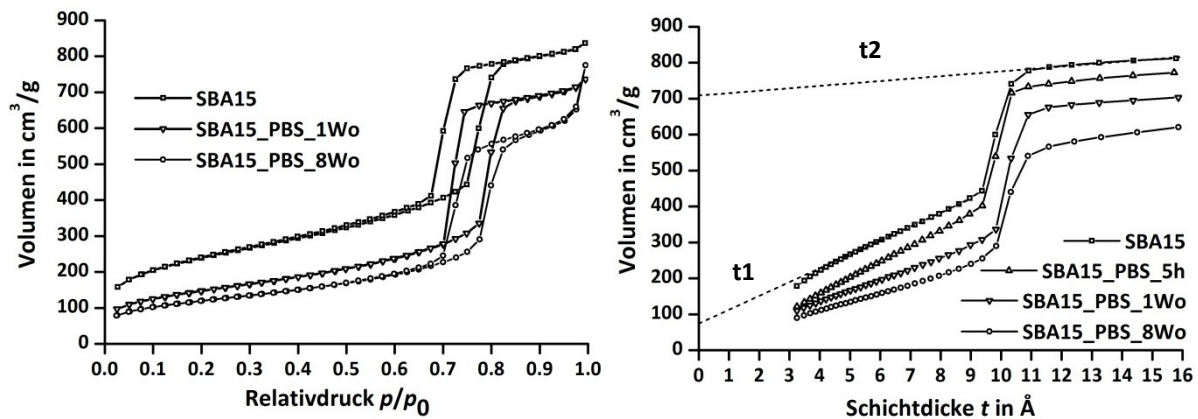 900
800
700
600
500
400
300
200
100
0
Volumen in cm³/g
SBA15
SBA15_PBS_1Wo
SBA15_PBS_8Wo
0.0 0.1 0.2 0.3 0.4 0.5 0.6 0.7 0.8 0.9 1.0
Relativdruck p/p₀
900
800
700
600
500
400
300
200
100
0
Volumen in cm³/g
t2
t1
SBA15
SBA15_PBS_5h
SBA15_PBS_1Wo
SBA15_PBS_8Wo
0 1 2 3 4 5 6 7 8 9 10 11 12 13 14 15 16
Schichtdicke t in Å